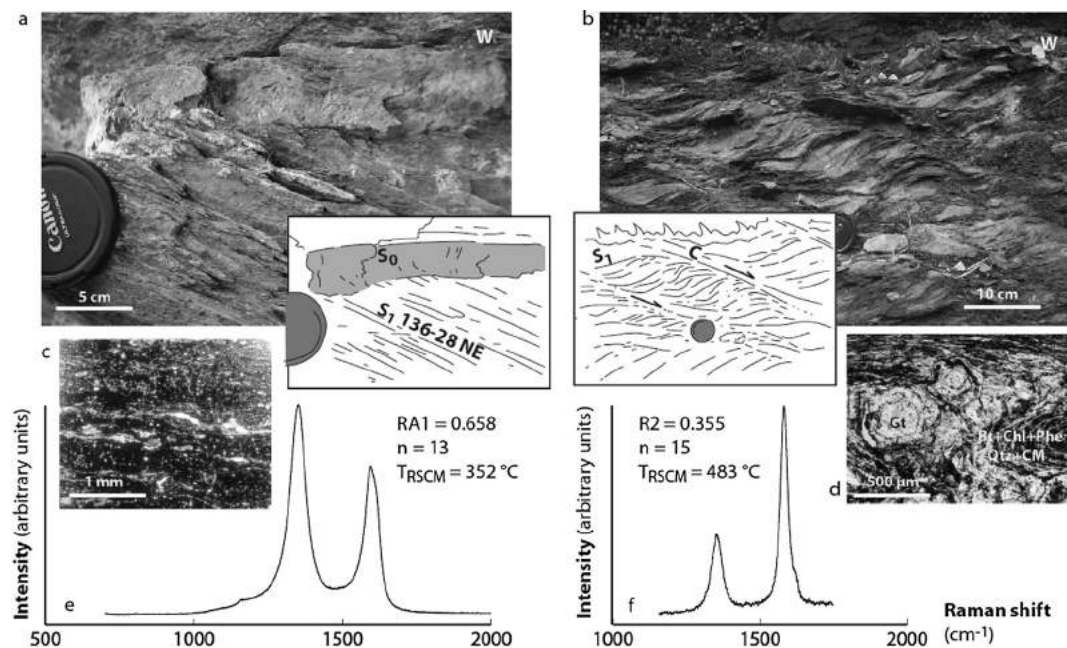 a
W
Canon
ULTRASONIC
5 cm
b
W
10 cm
S0
S1 136-28 NE
S1
C
c
1 mm
Gt
Bt+Chl+Phe
Qtz+CM
500 µm
d
Intensity (arbitrary units)
RA1 = 0.658
n = 13
TRSCM = 352 °C
e
500
1000
1500
2000
Intensity (arbitrary units)
R2 = 0.355
n = 15
TRSCM = 483 °C
f
1000
1500
2000
Raman shift
(cm-1)